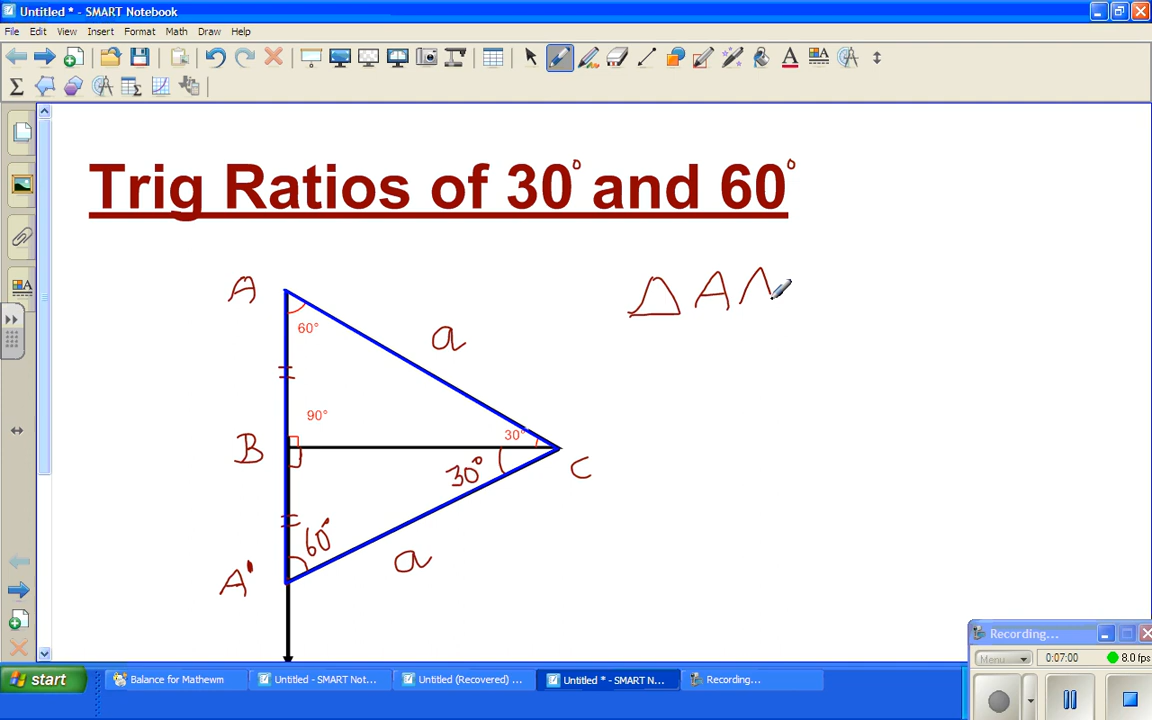 Untitled * - SMART Notebook
File Edit View Insert Format Math Draw Help
Trig Ratios of 30° and 60°
A
60°
a
Δ A
90°
B
30°
30°
C
60°
A'
a
Recording...
Menu
0:07:00
8.0 fps
start
Balance for Mathewm
Untitled - SMART Not...
Untitled (Recovered) - ...
Untitled * - SMART N...
Recording...